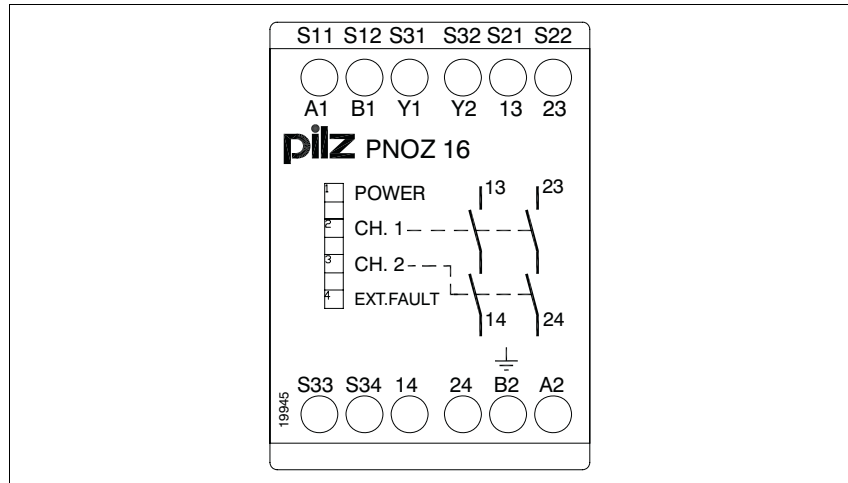 S11 S12 S31 S32 S21 S22
A1 B1 Y1 Y2 13 23
pilz PNOZ 16
1 POWER 13 23
2 CH. 1
3 CH. 2
4 EXT.FAULT
14 24
S33 S34 14 24 B2 A2
19945